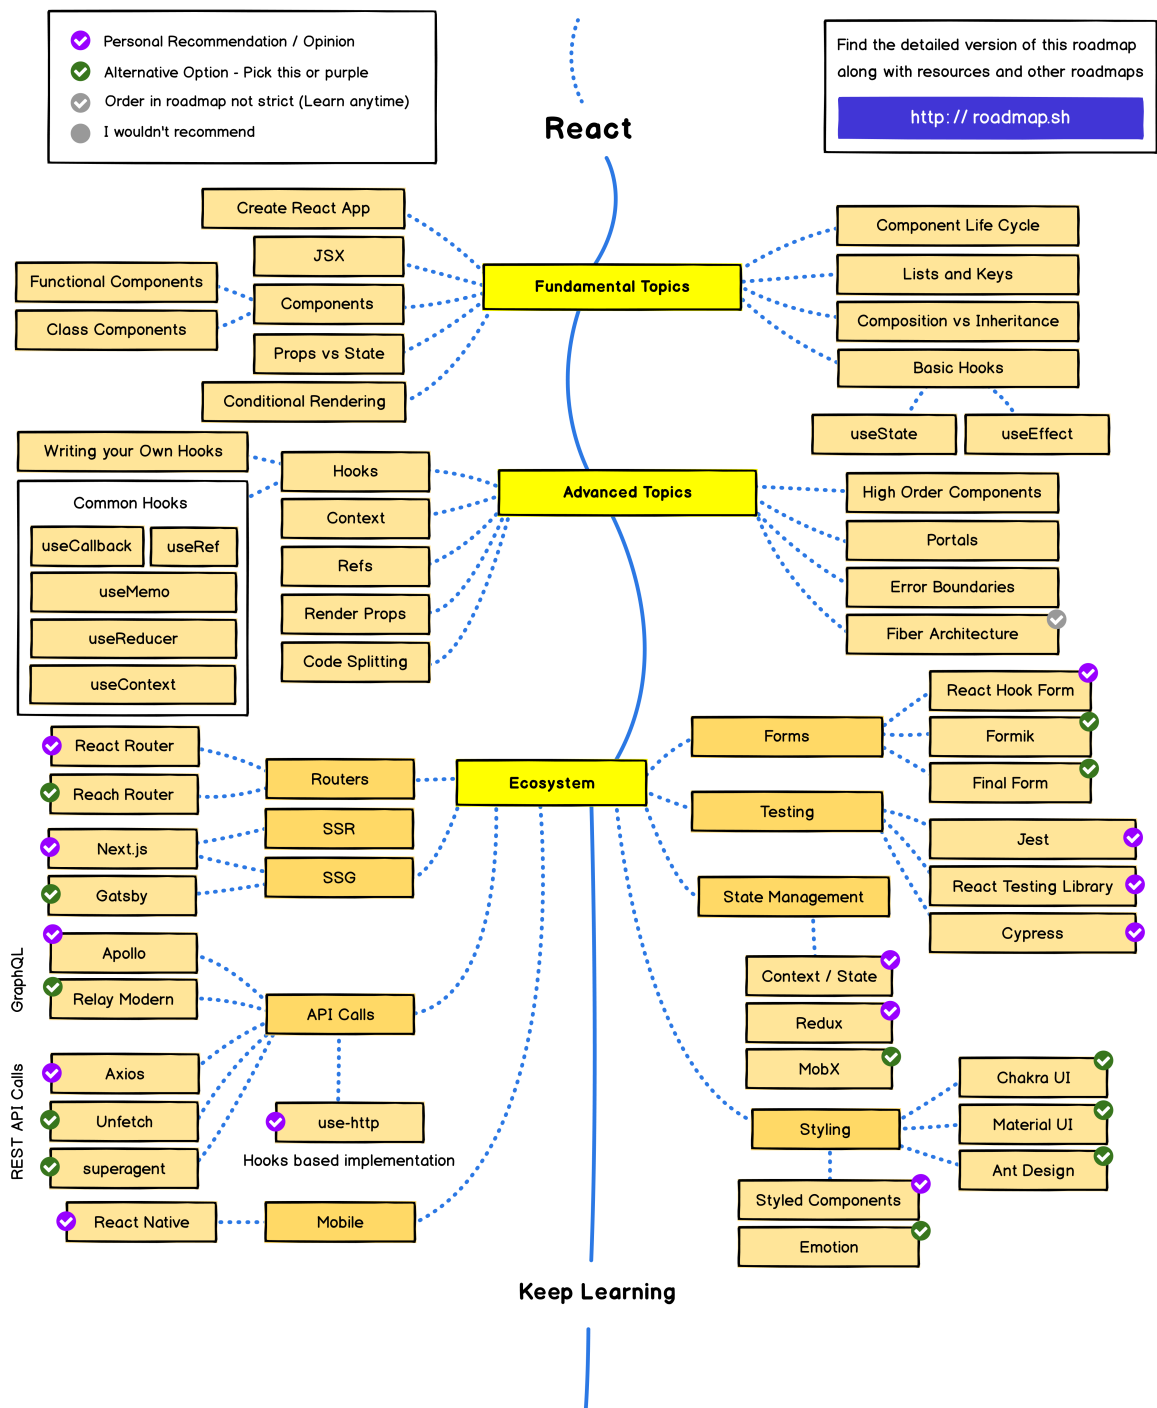 Personal Recommendation / Opinion
Alternative Option - Pick this or purple
Order in roadmap not strict (Learn anytime)
I wouldn't recommend
Find the detailed version of this roadmap
along with resources and other roadmaps
http://roadmap.sh
React
Create React App
JSX
Functional Components
Components
Class Components
Props vs State
Conditional Rendering
Fundamental Topics
Component Life Cycle
Lists and Keys
Composition vs Inheritance
Basic Hooks
useState
useEffect
Writing your Own Hooks
Hooks
Common Hooks
useCallback
useRef
useMemo
useReducer
useContext
Context
Refs
Render Props
Code Splitting
Advanced Topics
High Order Components
Portals
Error Boundaries
Fiber Architecture
React Router
Reach Router
Routers
Next.js
Gatsby
SSR
SSG
Ecosystem
Forms
React Hook Form
Formik
Final Form
Testing
Jest
React Testing Library
Cypress
State Management
Context / State
Redux
MobX
GraphQL
Apollo
Relay Modern
API Calls
REST API Calls
Axios
Unfetch
superagent
use-http
Hooks based implementation
React Native
Mobile
Styling
Chakra UI
Material UI
Ant Design
Styled Components
Emotion
Keep Learning